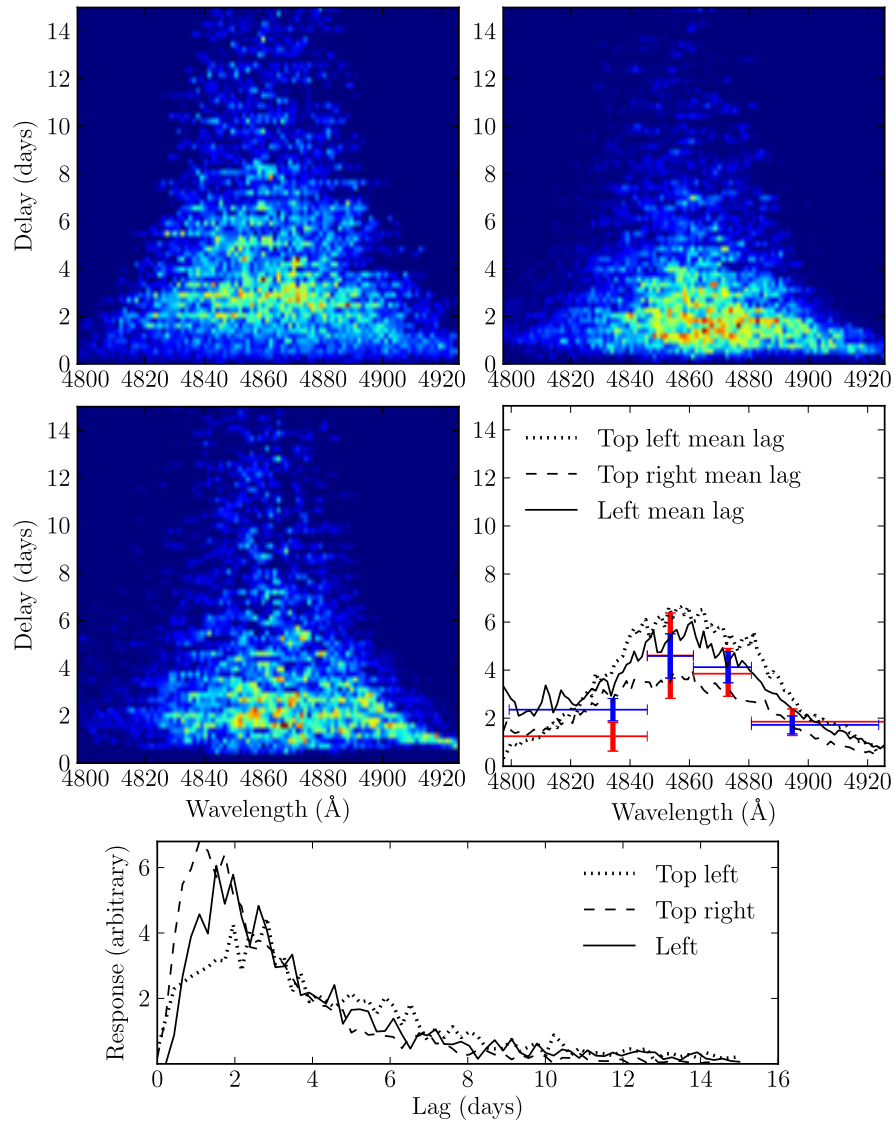 14
12
10
8
6
4
2
0
Delay (days)
4800 4820 4840 4860 4880 4900 4920
14
12
10
8
6
4
2
0
4800 4820 4840 4860 4880 4900 4920
14
12
10
8
6
4
2
0
Delay (days)
4800 4820 4840 4860 4880 4900 4920
Wavelength (Å)
14
12
10
8
6
4
2
0
Top left mean lag
Top right mean lag
Left mean lag
4800 4820 4840 4860 4880 4900 4920
Wavelength (Å)
6
4
2
Response (arbitrary)
Top left
Top right
Left
0 2 4 6 8 10 12 14 16
Lag (days)